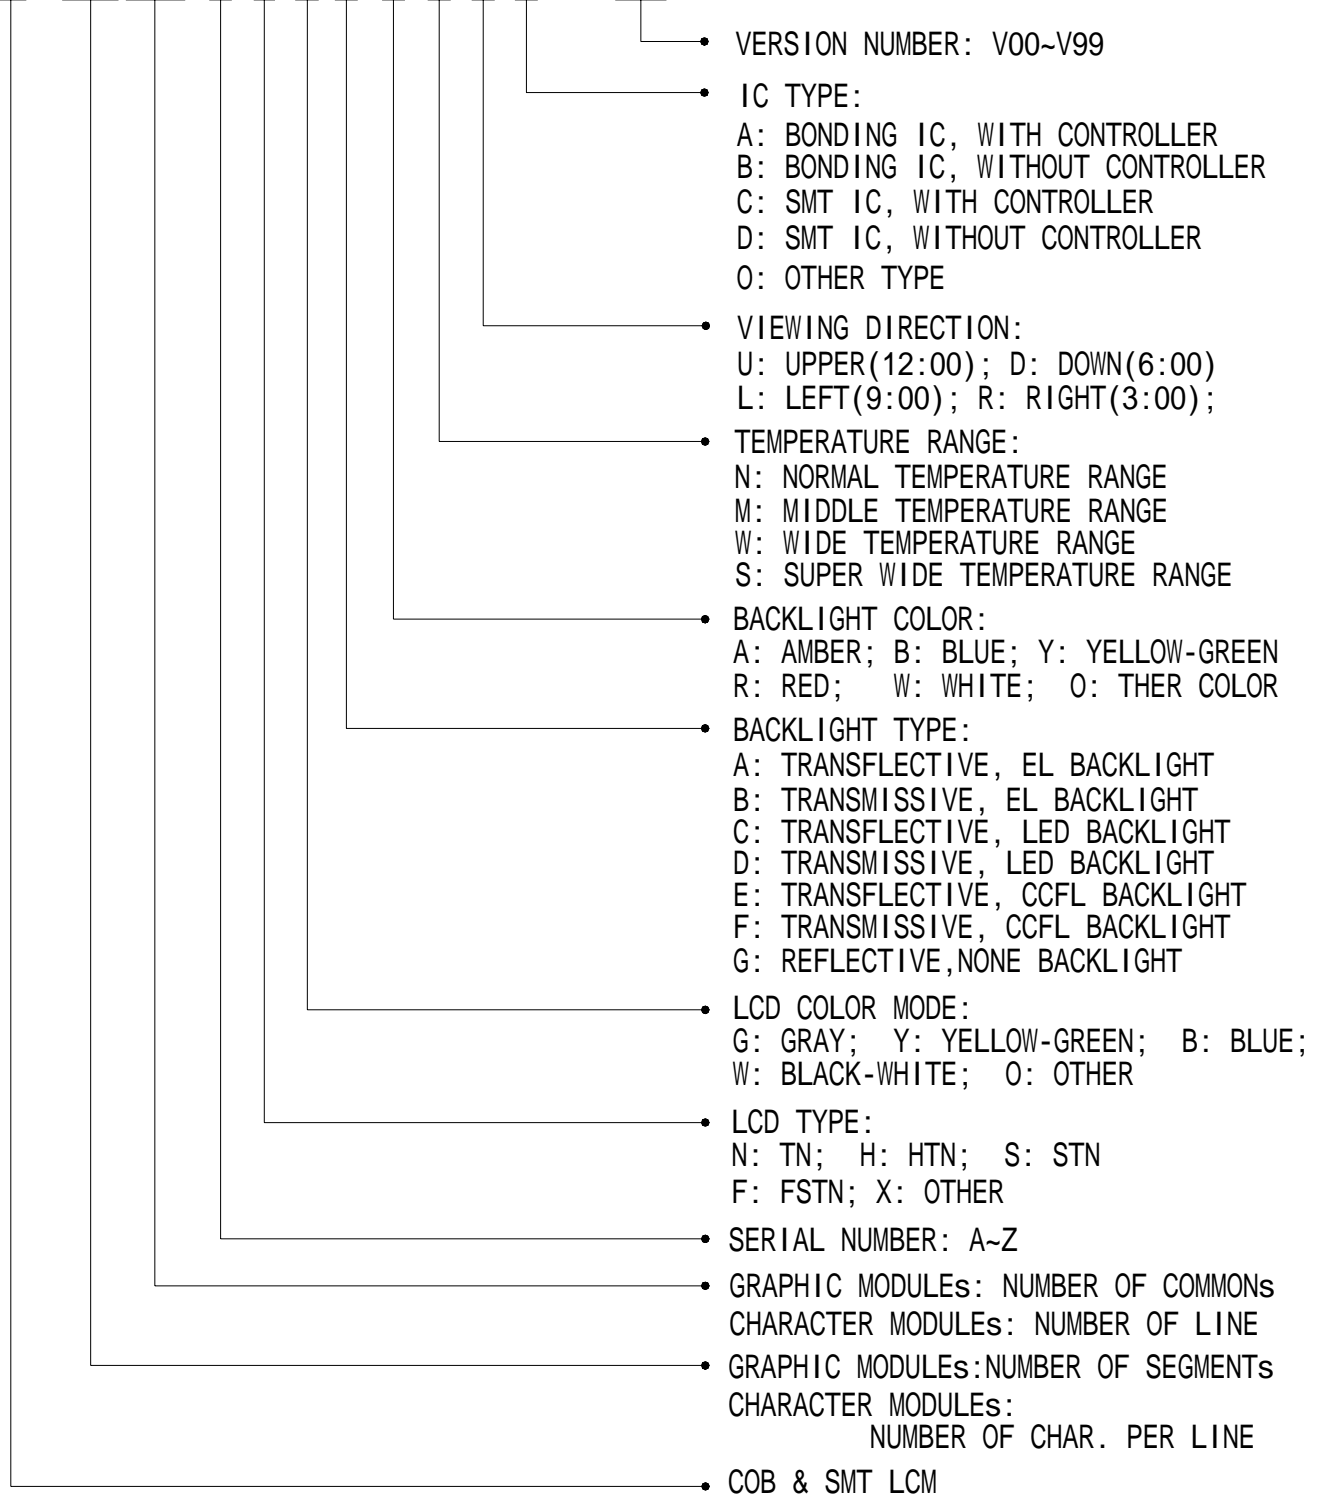 VERSION NUMBER: V00~V99
IC TYPE:
A: BONDING IC, WITH CONTROLLER
B: BONDING IC, WITHOUT CONTROLLER
C: SMT IC, WITH CONTROLLER
D: SMT IC, WITHOUT CONTROLLER
O: OTHER TYPE
VIEWING DIRECTION:
U: UPPER(12:00); D: DOWN(6:00)
L: LEFT(9:00); R: RIGHT(3:00);
TEMPERATURE RANGE:
N: NORMAL TEMPERATURE RANGE
M: MIDDLE TEMPERATURE RANGE
W: WIDE TEMPERATURE RANGE
S: SUPER WIDE TEMPERATURE RANGE
BACKLIGHT COLOR:
A: AMBER; B: BLUE; Y: YELLOW-GREEN
R: RED; W: WHITE; O: THER COLOR
BACKLIGHT TYPE:
A: TRANSFLECTIVE, EL BACKLIGHT
B: TRANSMISSIVE, EL BACKLIGHT
C: TRANSFLECTIVE, LED BACKLIGHT
D: TRANSMISSIVE, LED BACKLIGHT
E: TRANSFLECTIVE, CCFL BACKLIGHT
F: TRANSMISSIVE, CCFL BACKLIGHT
G: REFLECTIVE,NONE BACKLIGHT
LCD COLOR MODE:
G: GRAY; Y: YELLOW-GREEN; B: BLUE;
W: BLACK-WHITE; O: OTHER
LCD TYPE:
N: TN; H: HTN; S: STN
F: FSTN; X: OTHER
SERIAL NUMBER: A~Z
GRAPHIC MODULEs: NUMBER OF COMMONs
CHARACTER MODULEs: NUMBER OF LINE
GRAPHIC MODULEs:NUMBER OF SEGMENTs
CHARACTER MODULEs:
NUMBER OF CHAR. PER LINE
COB & SMT LCM